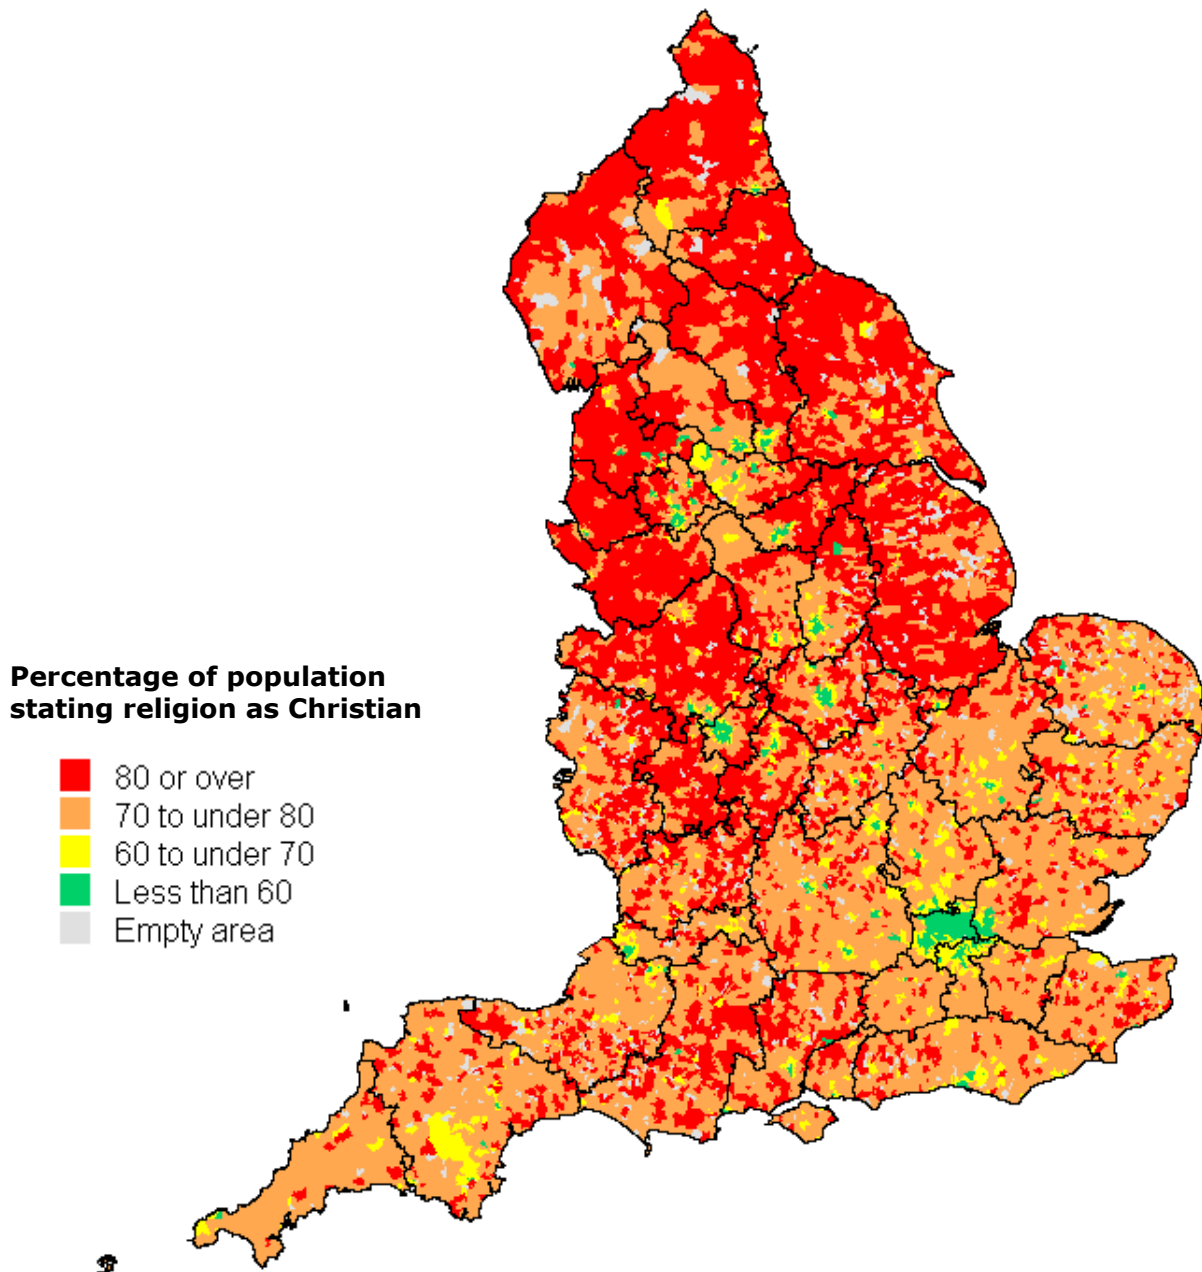 Percentage of population
stating religion as Christian
80 or over
70 to under 80
60 to under 70
Less than 60
Empty area